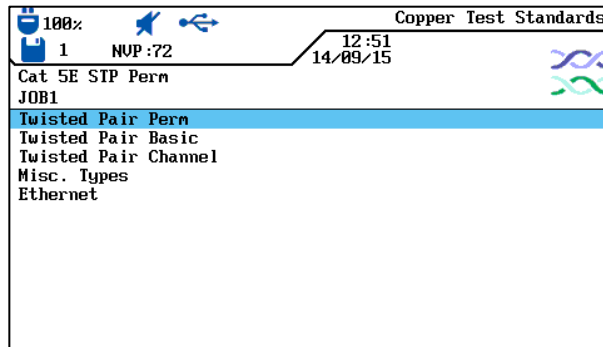 100% Copper Test Standards
1 NVP:72 12:51
14/09/15
Cat 5E STP Perm
JOB1
Twisted Pair Perm
Twisted Pair Basic
Twisted Pair Channel
Misc. Types
Ethernet